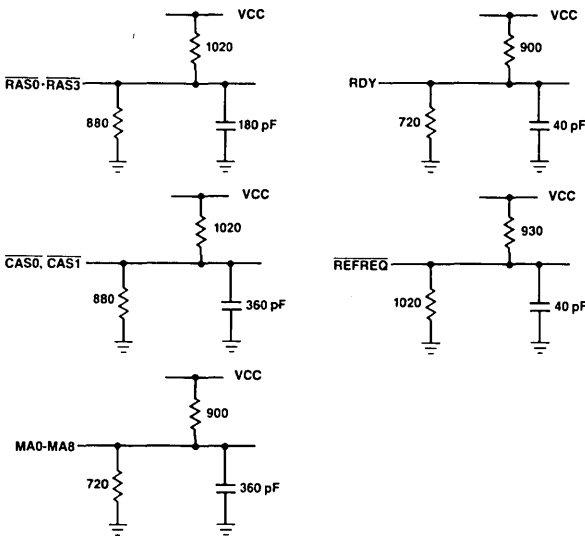 VCC
1020
RAS0-RAS3
880
180 pF
VCC
900
RDY
720
40 pF
VCC
1020
CAS0, CAS1
880
360 pF
VCC
930
REFREQ
1020
40 pF
VCC
900
MA0-MA8
720
360 pF